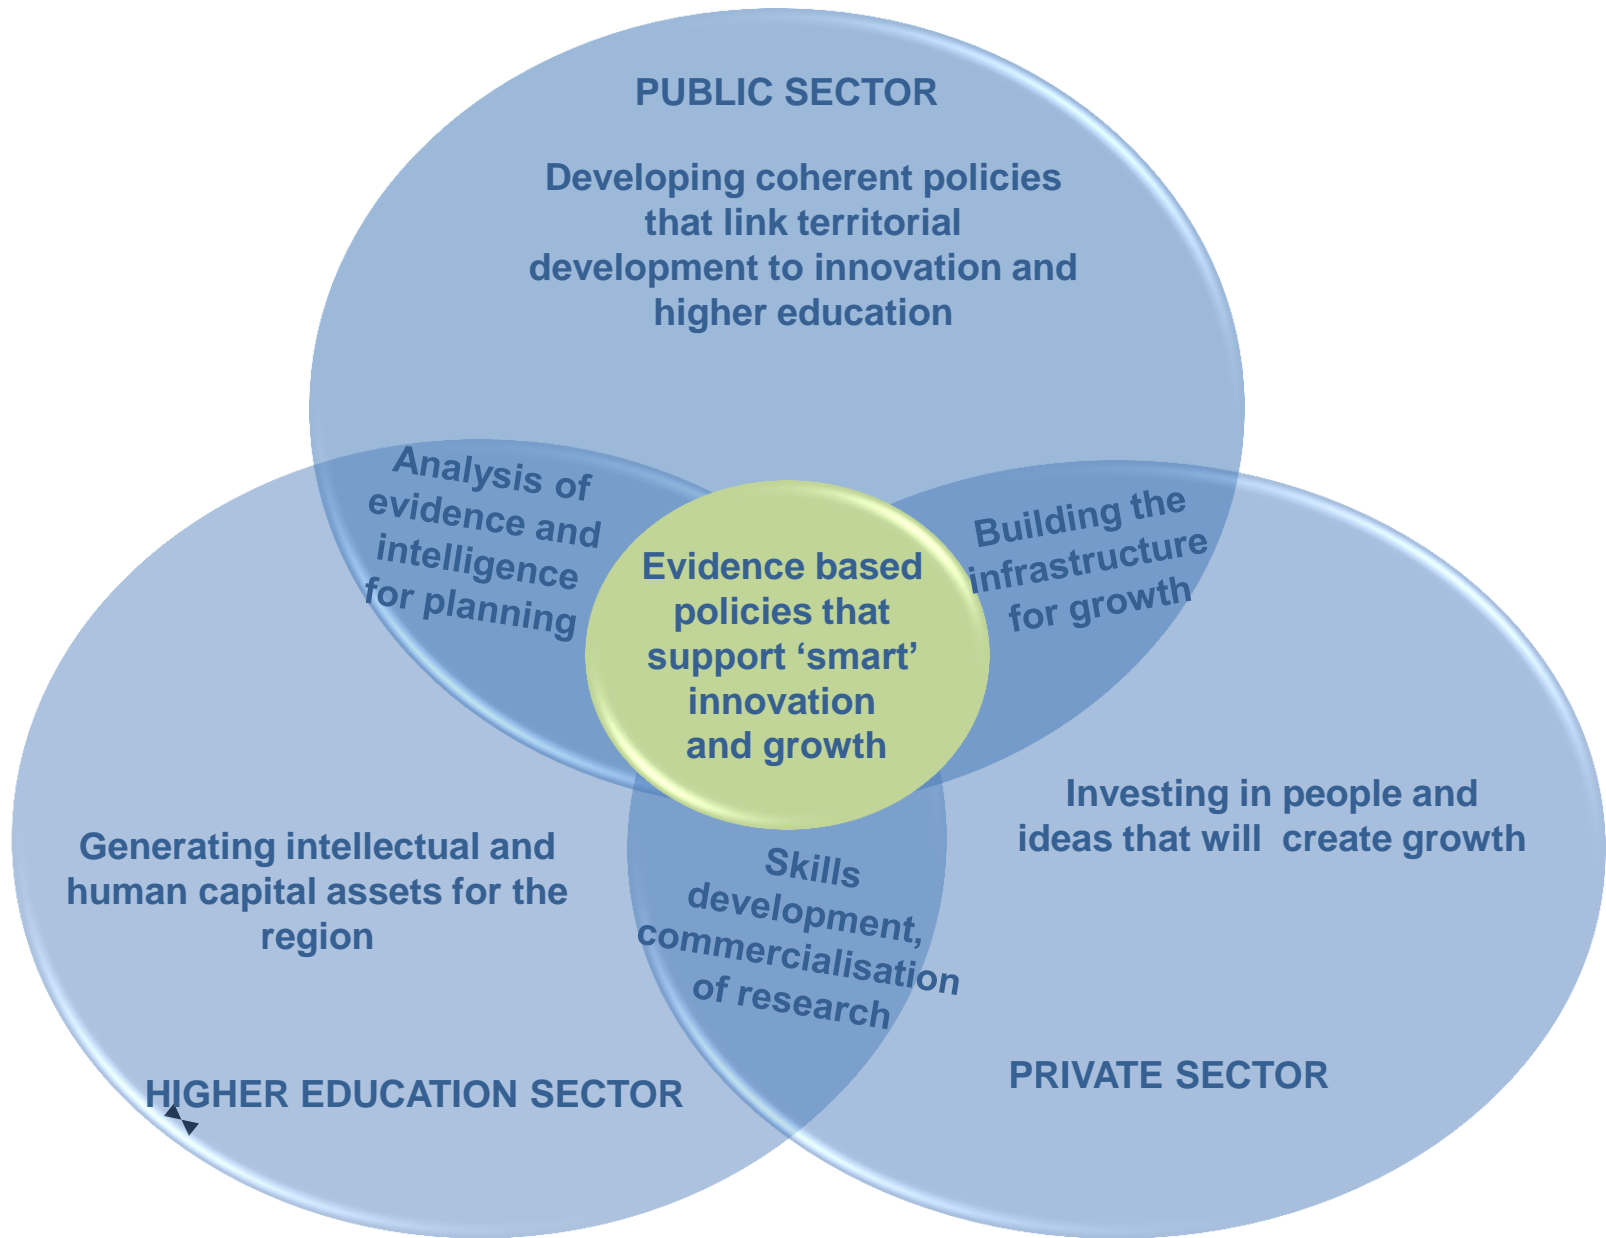 PUBLIC SECTOR
Developing coherent policies
that link territorial
development to innovation and
higher education
Analysis of
evidence and
intelligence
for planning
Building the
infrastructure
for growth
Evidence based
policies that
support ‘smart’
innovation
and growth
Generating intellectual and
human capital assets for the
region
HIGHER EDUCATION SECTOR
Skills
development,
commercialisation
of research
Investing in people and
ideas that will  create growth
PRIVATE SECTOR